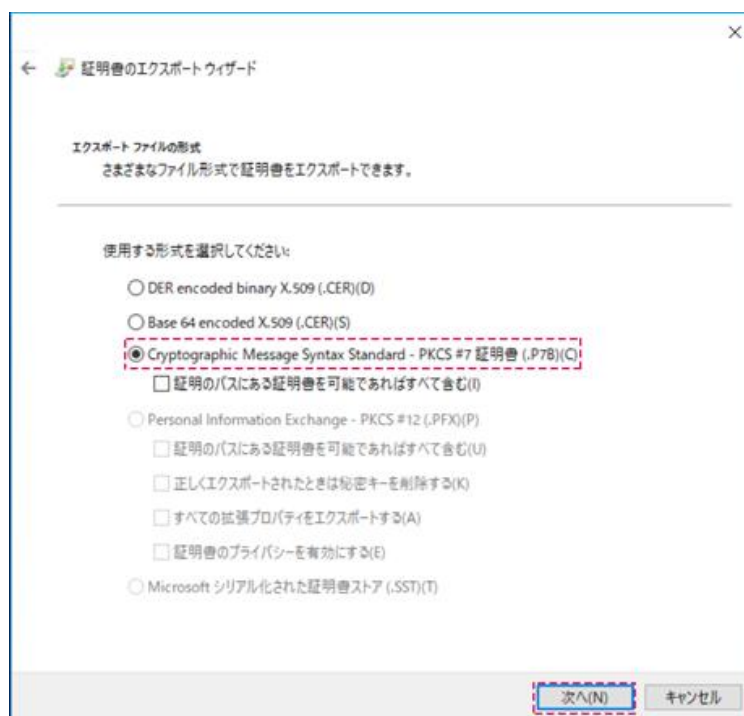 証明書のエクスポート ウィザード
エクスポート ファイルの形式
さまざまなファイル形式で証明書をエクスポートできます。
使用する形式を選択してください:
DER encoded binary X.509 (.CER)(D)
Base 64 encoded X.509 (.CER)(S)
Cryptographic Message Syntax Standard - PKCS #7 証明書 (.P7B)(C)
証明のパスにある証明書を可能であればすべて含む(I)
Personal Information Exchange - PKCS #12 (.PFX)(P)
証明のパスにある証明書を可能であればすべて含む(U)
正しくエクスポートされたときは秘密キーを削除する(K)
すべての拡張プロパティをエクスポートする(A)
証明書のプライバシーを有効にする(E)
Microsoft シリアル化された証明書ストア (.SST)(T)
次へ(N) キャンセル